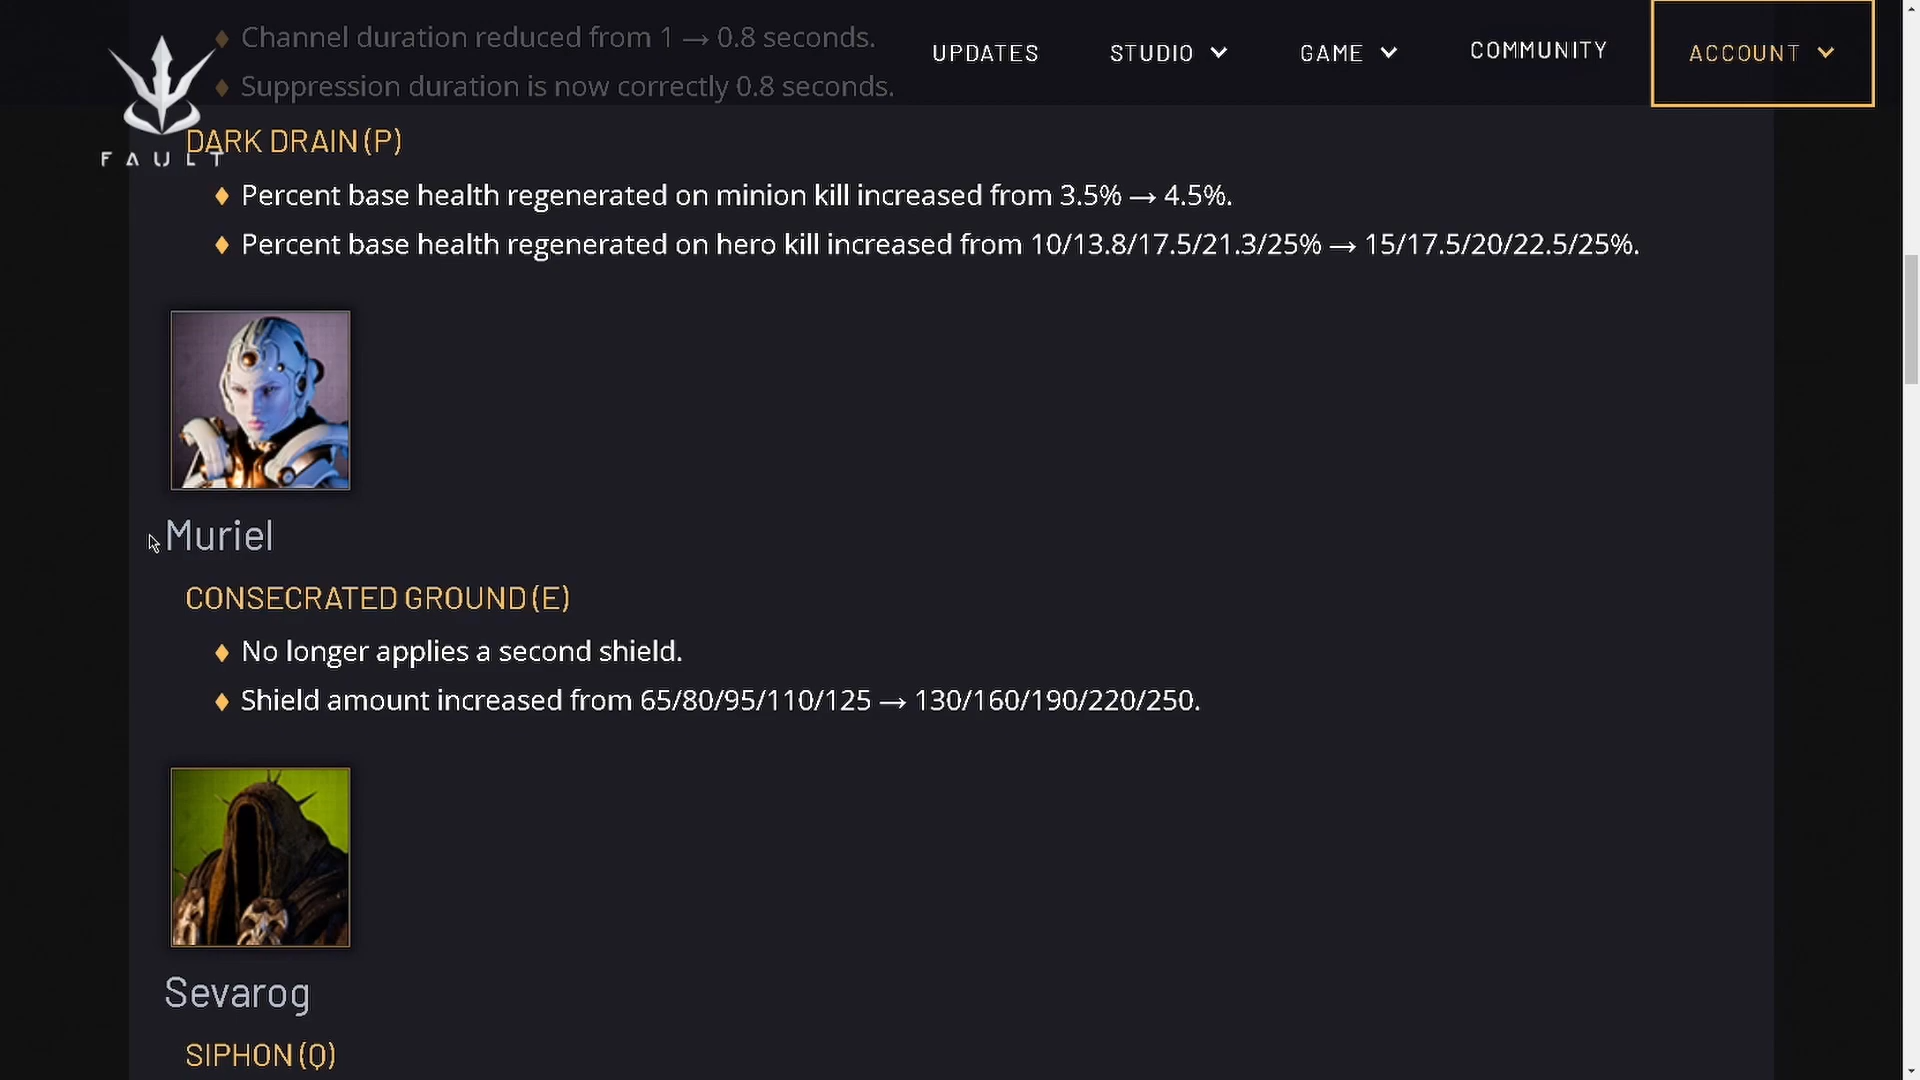 Channel duration reduced from 1 → 0.8 seconds.
Suppression duration is now correctly 0.8 seconds.
UPDATES
STUDIO
GAME
COMMUNITY
ACCOUNT
FAULT
DARK DRAIN (P)
Percent base health regenerated on minion kill increased from 3.5% → 4.5%.
Percent base health regenerated on hero kill increased from 10/13.8/17.5/21.3/25% → 15/17.5/20/22.5/25%.
Muriel
CONSECRATED GROUND (E)
No longer applies a second shield.
Shield amount increased from 65/80/95/110/125 → 130/160/190/220/250.
Sevarog
SIPHON (Q)